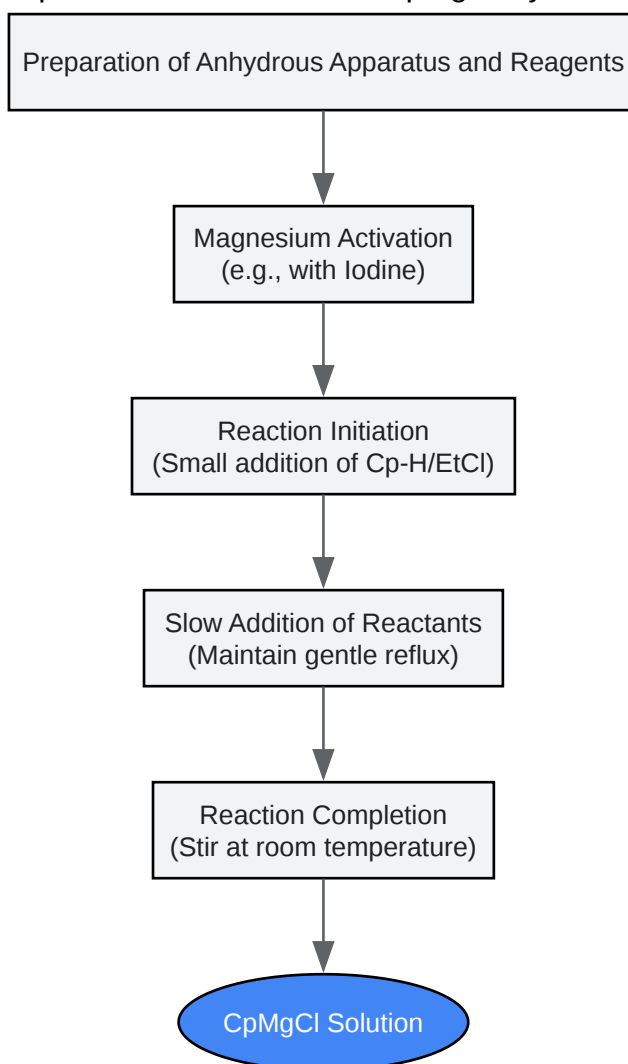 Preparation of Anhydrous Apparatus and Reagents
Magnesium Activation
(e.g., with Iodine)
Reaction Initiation
(Small addition of Cp-H/EtCl)
Slow Addition of Reactants
(Maintain gentle reflux)
Reaction Completion
(Stir at room temperature)
CpMgCl Solution